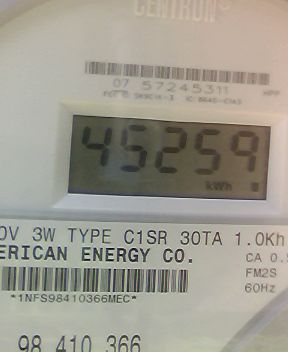 CENTRON®
07 57245311 HPP
45259
kWh
0V 3W TYPE C1SR 30TA 1.0Kh
ERICAN ENERGY CO. CA 0.
FM2S
*1NFS98410366MEC* 60Hz
98 410 366